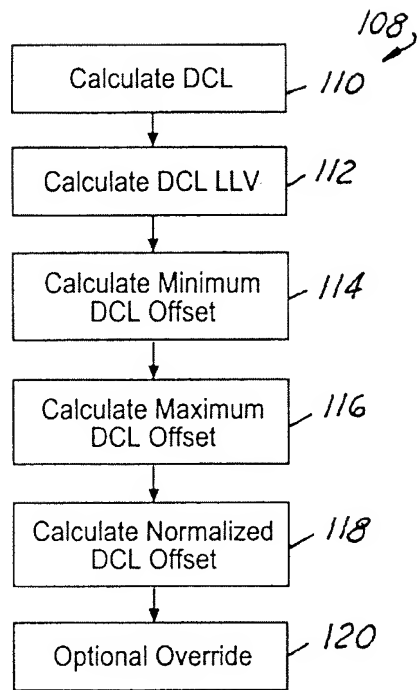 108
Calculate DCL
110
Calculate DCL LLV
112
Calculate Minimum
DCL Offset
114
Calculate Maximum
DCL Offset
116
Calculate Normalized
DCL Offset
118
Optional Override
120